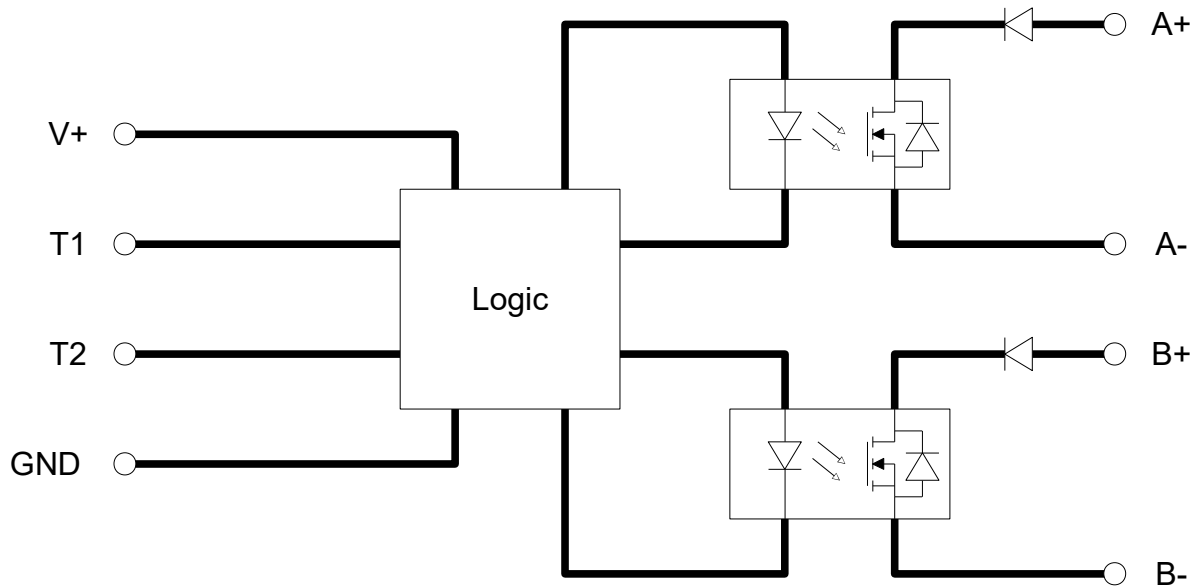 A+
V+
T1
A-
Logic
T2
B+
GND
B-